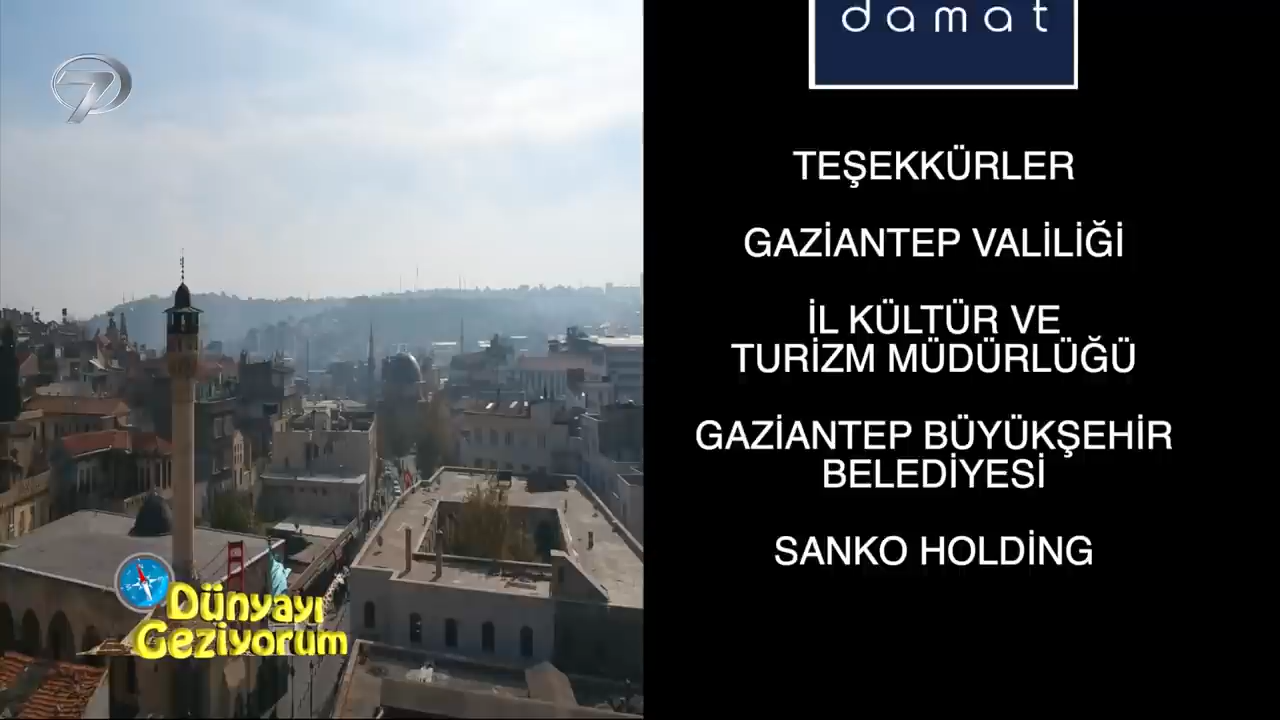 7
damat
TEŞEKKÜRLER
GAZİANTEP VALİLİĞİ
İL KÜLTÜR VE
TURİZM MÜDÜRLÜĞÜ
GAZİANTEP BÜYÜKŞEHİR
BELEDİYESİ
SANKO HOLDİNG
Dünyayı
Geziyorum